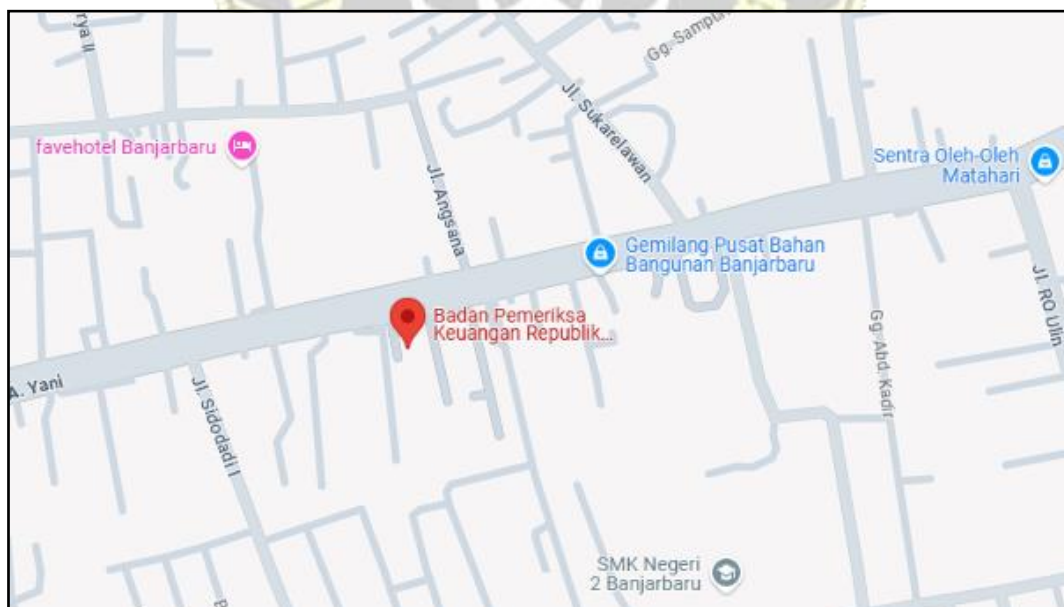 Gg. Sampur
favehotel Banjarbaru
Jl. Sukarelawan
Jl. Angsana
Sentra Oleh-Oleh
Matahari
Gemilang Pusat Bahan
Bangunan Banjarbaru
Badan Pemeriksa
Keuangan Republik...
Jl. RO Ulin
Gg. Abd. Kadir
A. Yani
Jl. Sidodadi I
SMK Negeri
2 Banjarbaru